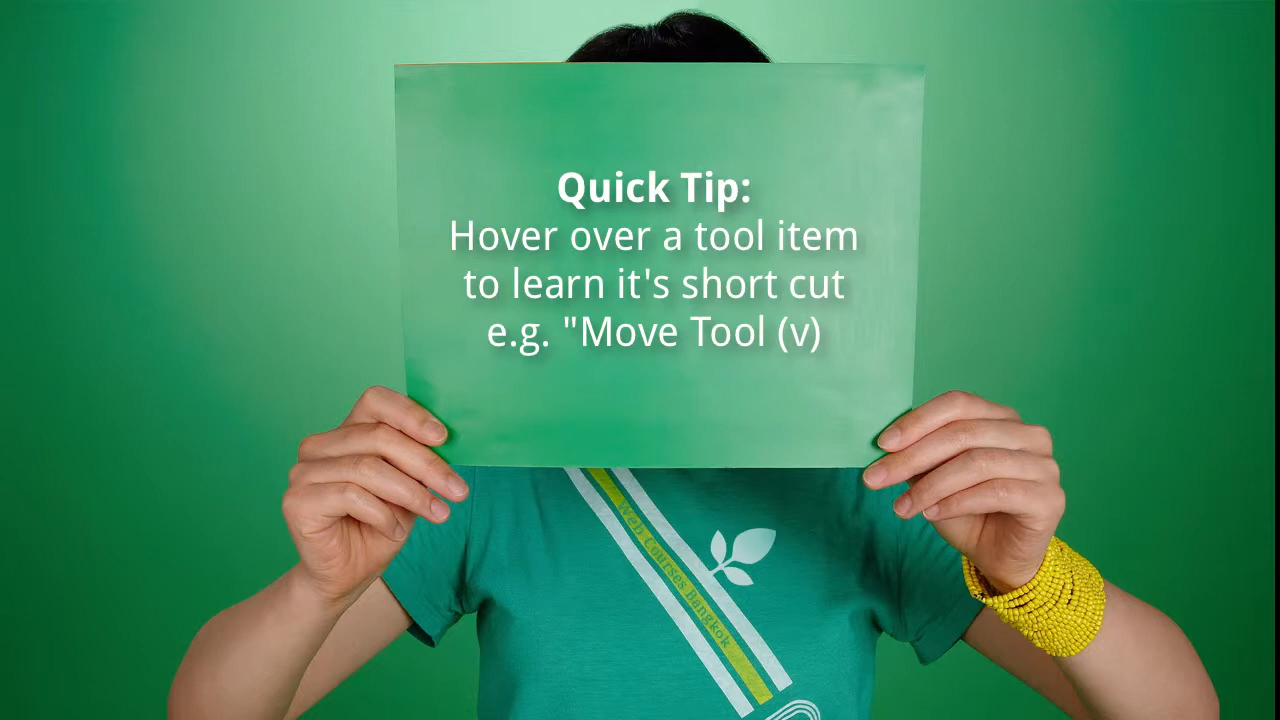 Quick Tip:
Hover over a tool item
to learn it's short cut
e.g. "Move Tool (v)
Web Courses Bangkok